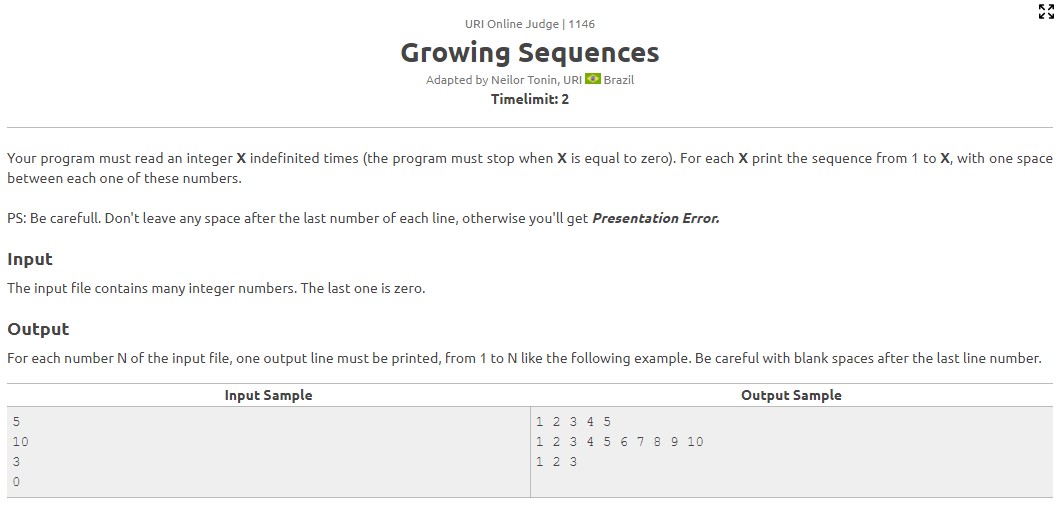 URI Online Judge | 1146
Growing Sequences
Adapted by Neilor Tonin, URI Brazil
Timelimit: 2
Your program must read an integer X indefinited times (the program must stop when X is equal to zero). For each X print the sequence from 1 to X, with one space
between each one of these numbers.
PS: Be carefull. Don't leave any space after the last number of each line, otherwise you'll get Presentation Error.
Input
The input file contains many integer numbers. The last one is zero.
Output
For each number N of the input file, one output line must be printed, from 1 to N like the following example. Be careful with blank spaces after the last line number.
Input Sample
Output Sample
5
10
3
0
1 2 3 4 5
1 2 3 4 5 6 7 8 9 10
1 2 3